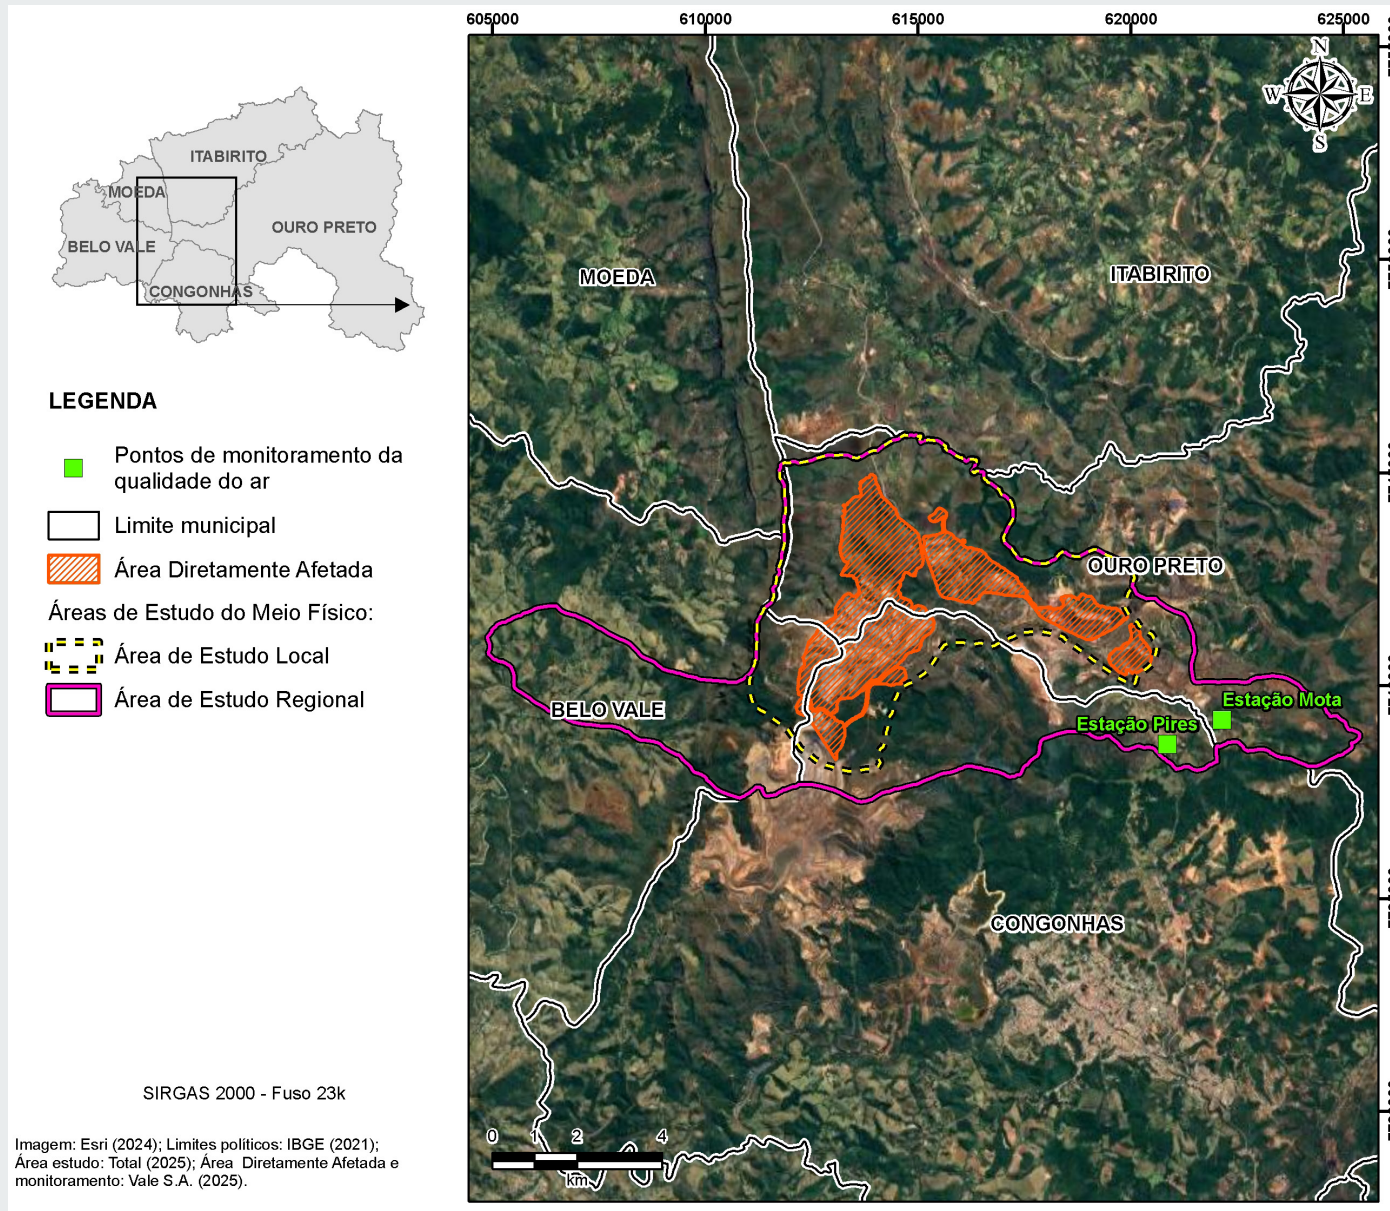 605000
610000
615000
620000
625000
N
W
E
S
ITABIRITO
MOEDA
OURO PRETO
BELO VALE
CONGONHAS
MOEDA
ITABIRITO
OURO PRETO
BELO VALE
Estação Mota
Estação Pires
CONGONHAS
LEGENDA
Pontos de monitoramento da
qualidade do ar
Limite municipal
Área Diretamente Afetada
Áreas de Estudo do Meio Físico:
Área de Estudo Local
Área de Estudo Regional
SIRGAS 2000 - Fuso 23k
Imagem: Esri (2024); Limites políticos: IBGE (2021);
Área estudo: Total (2025); Área Diretamente Afetada e
monitoramento: Vale S.A. (2025).
0 1 2 4
km